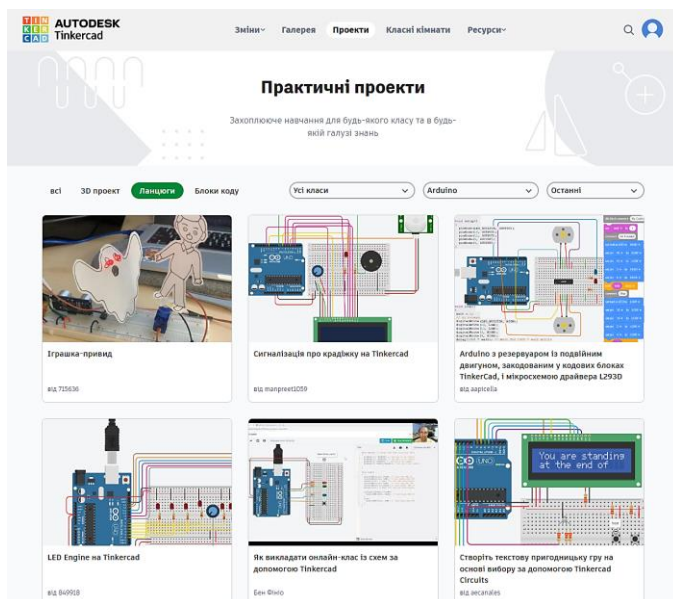 TIN
KER
CAD
AUTODESK
Tinkercad
Зміни
Галерея
Проекти
Класні кімнати
Ресурси
Практичні проекти
Захоплююче навчання для будь-якого класу та в будь-
якій галузі знань
всі
3D проект
Ланцюги
Блоки коду
Усі класи
Arduino
Останні
Іграшка-привид
від 715636
Сигналізація про крадіжку на Tinkercad
від manpreet1059
Arduino з резервуаром із подвійним
двигуном, закодованим у кодових блоках
TinkerCad, і мікросхемою драйвера L293D
від aapicella
LED Engine на Tinkercad
від 849918
Як викладати онлайн-клас із схем за
допомогою Tinkercad
Бен Фініо
You are standing
at the end of
UNO
Створіть текстову пригодницьку гру на
основі вибору за допомогою Tinkercad
Circuits
від aecanales